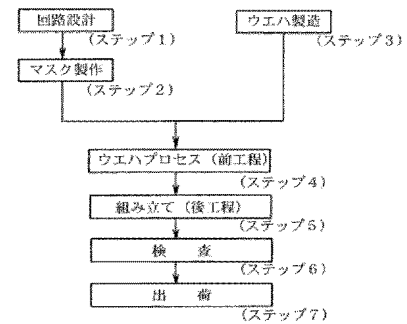 回路設計
(ステップ1)
ウエハ製造
(ステップ3)
マスク製作
(ステップ2)
ウエハプロセス (前工程)
(ステップ4)
組み立て (後工程)
(ステップ5)
検 査
(ステップ6)
出 荷
(ステップ7)